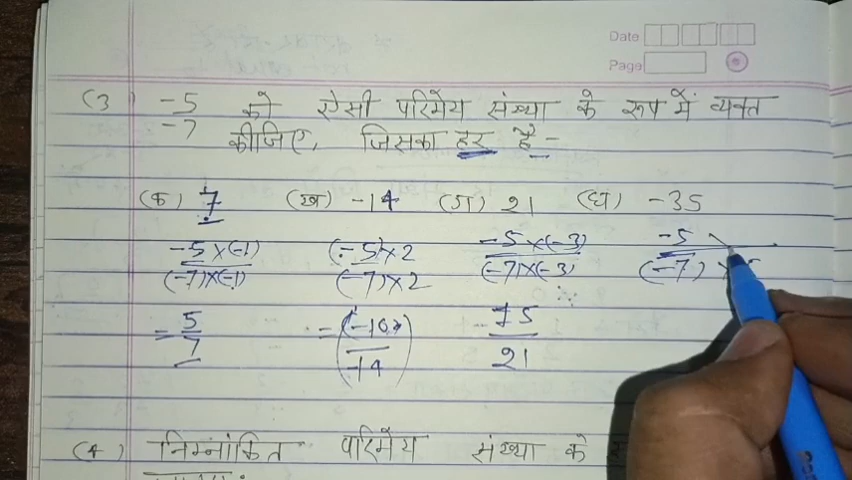 Date
Page
(3) -5/-7 को ऐसी परिमेय संख्या के रूप में व्यक्त
कीजिए, जिसका हर है-
(क) 7 (ख) -14 (ग) 21 (घ) -35
-5×(-1) (-5)×2 -5×(-3) -5 ×
(-7)×(-1) (-7)×2 (-7)×(-3) (-7) ×
= 5/7 = (-10/-14) 15/21
(4) निम्नांकित परिमेय संख्या के